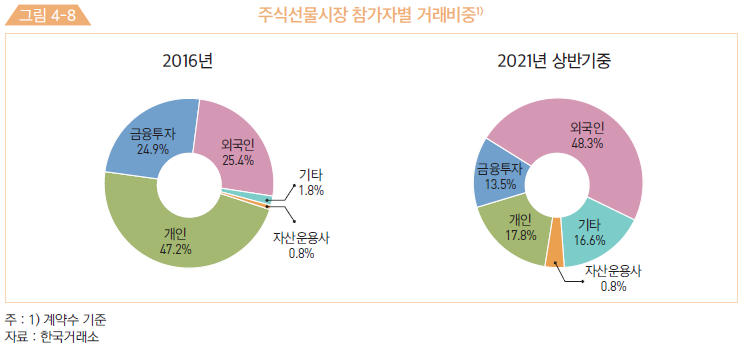 그림 4-8
주식선물시장 참가자별 거래비중1)
2016년
금융투자
24.9%
외국인
25.4%
기타
1.8%
자산운용사
0.8%
개인
47.2%
2021년 상반기중
외국인
48.3%
금융투자
13.5%
개인
17.8%
기타
16.6%
자산운용사
0.8%
주 : 1) 계약수 기준
자료 : 한국거래소